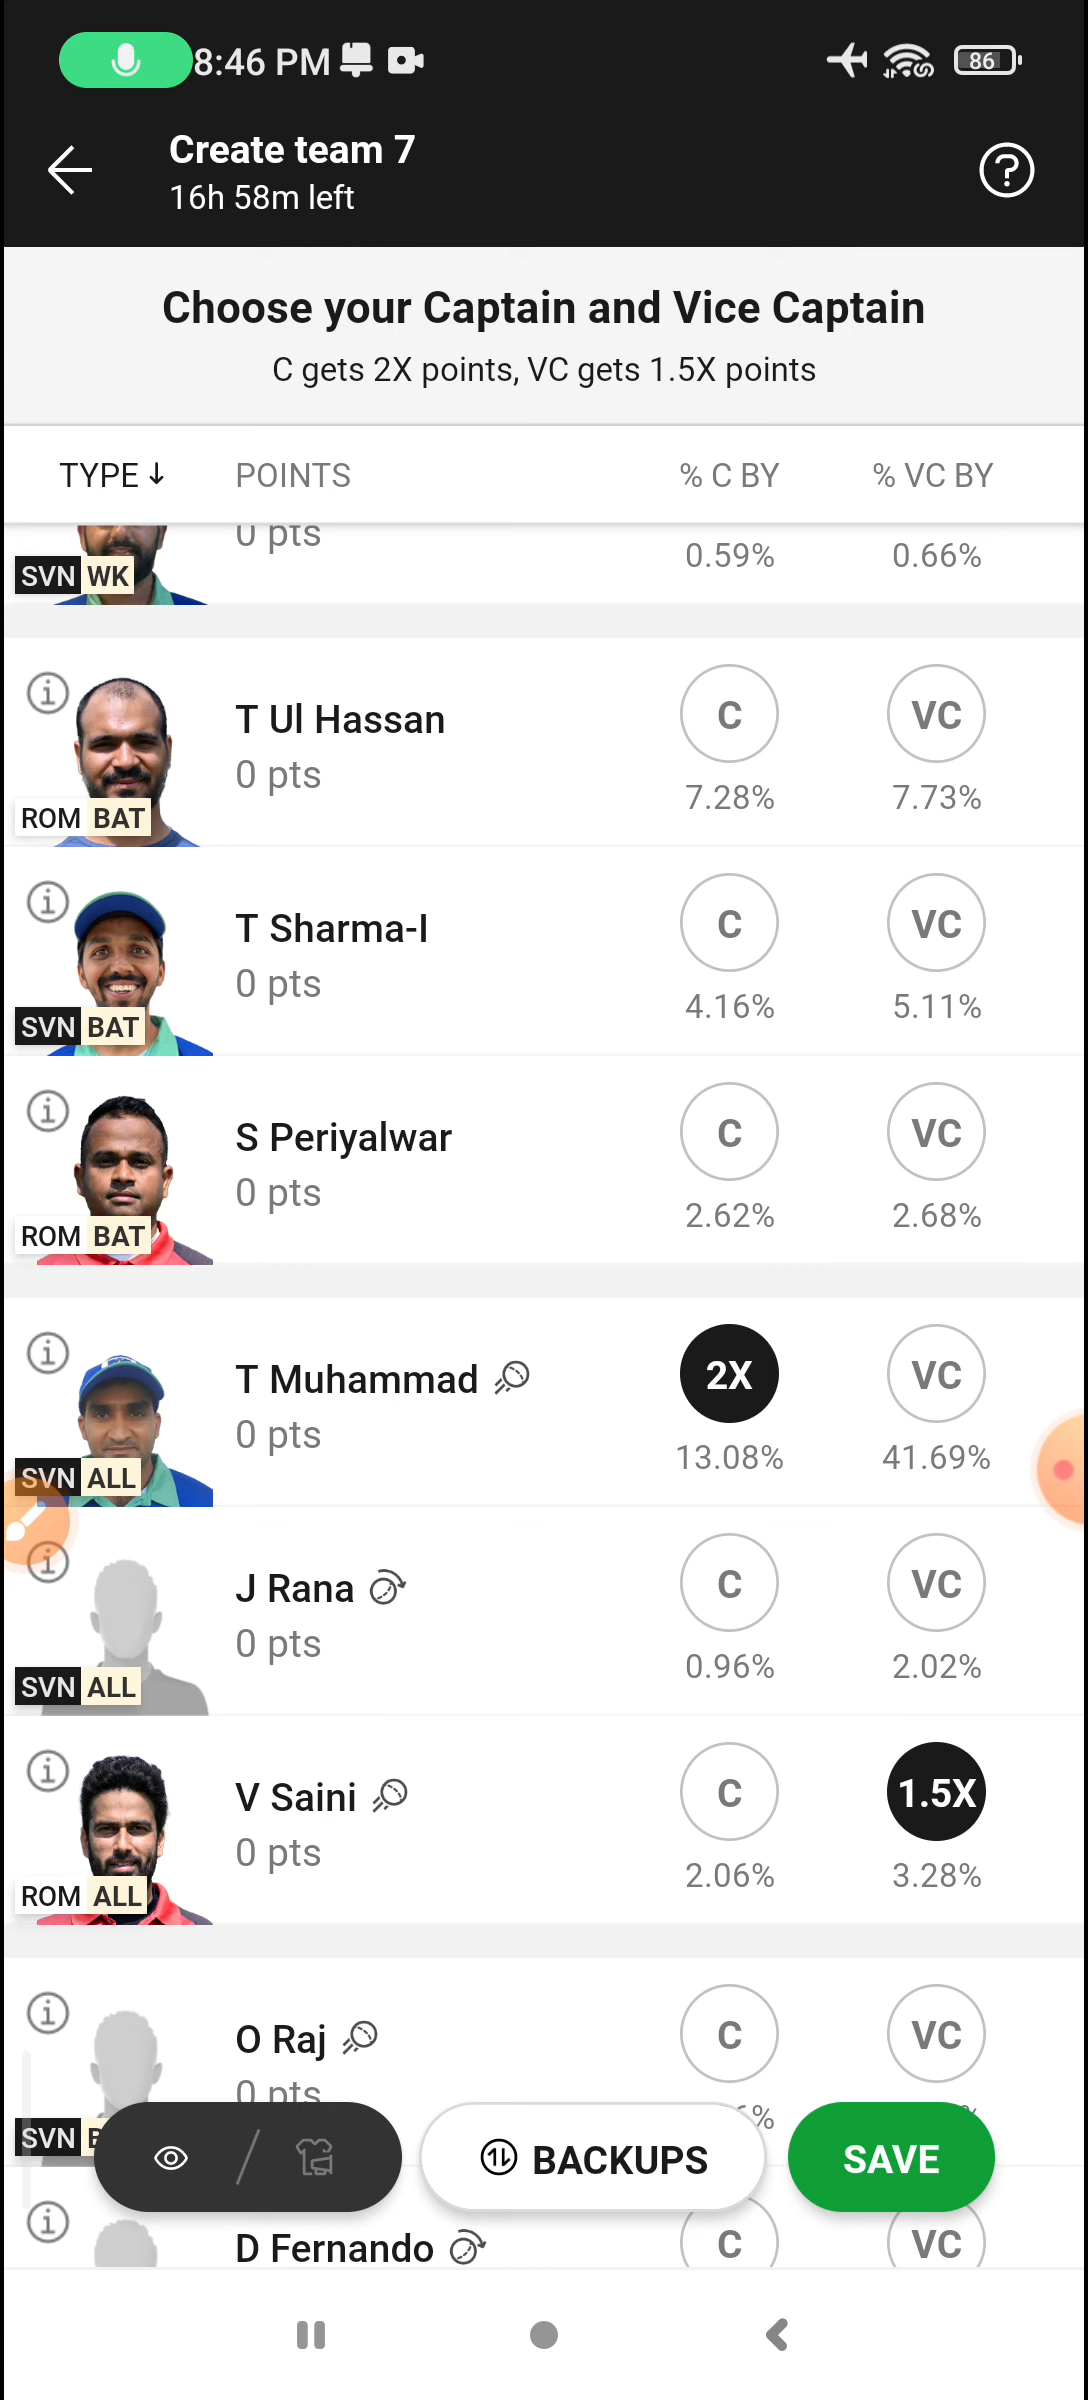 8:46 PM
86
Create team 7
16h 58m left
Choose your Captain and Vice Captain
C gets 2X points, VC gets 1.5X points
TYPE POINTS % C BY % VC BY
0 pts
0.59% 0.66%
SVN WK
T Ul Hassan C VC
0 pts 7.28% 7.73%
ROM BAT
T Sharma-I C VC
0 pts 4.16% 5.11%
SVN BAT
S Periyalwar C VC
0 pts 2.62% 2.68%
ROM BAT
T Muhammad 2X VC
0 pts 13.08% 41.69%
SVN ALL
J Rana C VC
0 pts 0.96% 2.02%
SVN ALL
V Saini C 1.5X
0 pts 2.06% 3.28%
ROM ALL
O Raj C VC
0 pts
SVN
BACKUPS
SAVE
D Fernando C VC